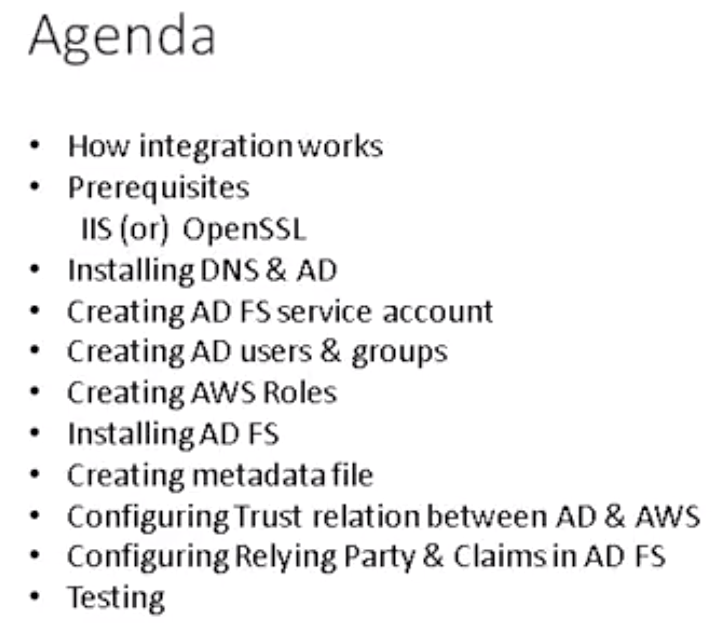 Agenda
• How integration works
• Prerequisites
IIS (or) OpenSSL
• Installing DNS & AD
• Creating AD FS service account
• Creating AD users & groups
• Creating AWS Roles
• Installing AD FS
• Creating metadata file
• Configuring Trust relation between AD & AWS
• Configuring Relying Party & Claims in AD FS
• Testing